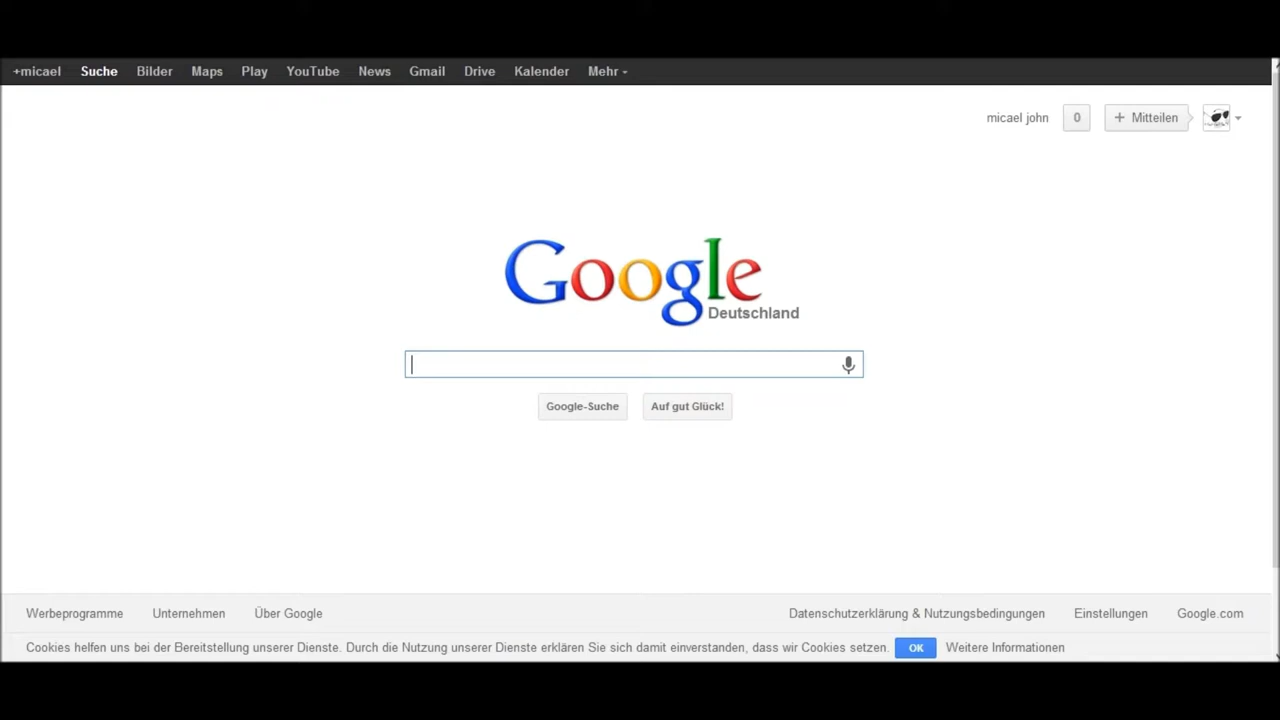 +micael Suche Bilder Maps Play YouTube News Gmail Drive Kalender Mehr
micael john 0 + Mitteilen
Google
Deutschland
Google-Suche Auf gut Glück!
Werbeprogramme Unternehmen Über Google Datenschutzerklärung & Nutzungsbedingungen Einstellungen Google.com
Cookies helfen uns bei der Bereitstellung unserer Dienste. Durch die Nutzung unserer Dienste erklären Sie sich damit einverstanden, dass wir Cookies setzen. OK Weitere Informationen